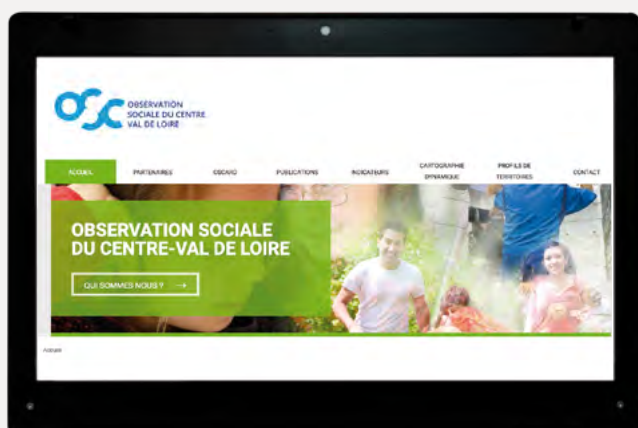 OSC
OBSERVATION
SOCIALE DU CENTRE
VAL DE LOIRE
ACCUEIL
PARTENAIRES
OSCARD
PUBLICATIONS
INDICATEURS
CARTOGRAPHIE
DYNAMIQUE
PROFILS DE
TERRITOIRES
CONTACT
OBSERVATION SOCIALE
DU CENTRE-VAL DE LOIRE
QUI SOMMES NOUS ? →
Accueil